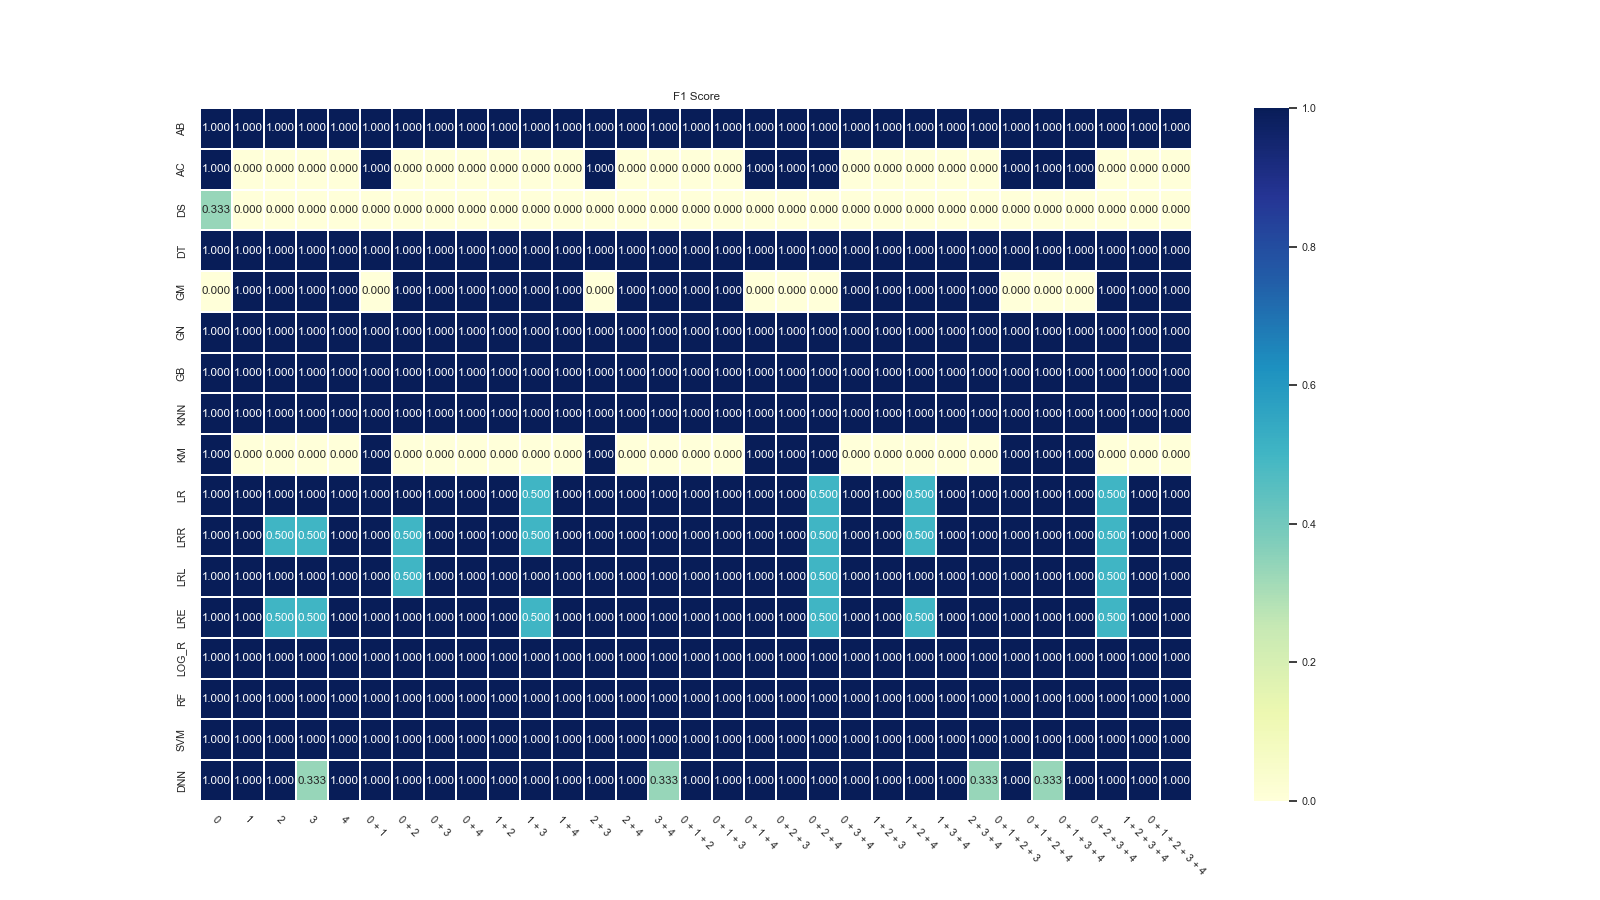 F1 Score
AB 1.000 1.000 1.000 1.000 1.000 1.000 1.000 1.000 1.000 1.000 1.000 1.000 1.000 1.000 1.000 1.000 1.000 1.000 1.000 1.000 1.000 1.000 1.000 1.000 1.000 1.000 1.000 1.000 1.000 1.000 1.000
AC 1.000 0.000 0.000 0.000 0.000 1.000 0.000 0.000 0.000 0.000 0.000 0.000 1.000 0.000 0.000 0.000 0.000 1.000 1.000 1.000 0.000 0.000 0.000 0.000 0.000 1.000 1.000 1.000 0.000 0.000 0.000
DS 0.333 0.000 0.000 0.000 0.000 0.000 0.000 0.000 0.000 0.000 0.000 0.000 0.000 0.000 0.000 0.000 0.000 0.000 0.000 0.000 0.000 0.000 0.000 0.000 0.000 0.000 0.000 0.000 0.000 0.000 0.000
DT 1.000 1.000 1.000 1.000 1.000 1.000 1.000 1.000 1.000 1.000 1.000 1.000 1.000 1.000 1.000 1.000 1.000 1.000 1.000 1.000 1.000 1.000 1.000 1.000 1.000 1.000 1.000 1.000 1.000 1.000 1.000
GM 0.000 1.000 1.000 1.000 1.000 0.000 1.000 1.000 1.000 1.000 1.000 1.000 0.000 1.000 1.000 1.000 1.000 0.000 0.000 0.000 1.000 1.000 1.000 1.000 1.000 0.000 0.000 0.000 1.000 1.000 1.000
GN 1.000 1.000 1.000 1.000 1.000 1.000 1.000 1.000 1.000 1.000 1.000 1.000 1.000 1.000 1.000 1.000 1.000 1.000 1.000 1.000 1.000 1.000 1.000 1.000 1.000 1.000 1.000 1.000 1.000 1.000 1.000
GB 1.000 1.000 1.000 1.000 1.000 1.000 1.000 1.000 1.000 1.000 1.000 1.000 1.000 1.000 1.000 1.000 1.000 1.000 1.000 1.000 1.000 1.000 1.000 1.000 1.000 1.000 1.000 1.000 1.000 1.000 1.000
KNN 1.000 1.000 1.000 1.000 1.000 1.000 1.000 1.000 1.000 1.000 1.000 1.000 1.000 1.000 1.000 1.000 1.000 1.000 1.000 1.000 1.000 1.000 1.000 1.000 1.000 1.000 1.000 1.000 1.000 1.000 1.000
KM 1.000 0.000 0.000 0.000 0.000 1.000 0.000 0.000 0.000 0.000 0.000 0.000 1.000 0.000 0.000 0.000 0.000 1.000 1.000 1.000 0.000 0.000 0.000 0.000 0.000 1.000 1.000 1.000 0.000 0.000 0.000
LR 1.000 1.000 1.000 1.000 1.000 1.000 1.000 1.000 1.000 1.000 0.500 1.000 1.000 1.000 1.000 1.000 1.000 1.000 1.000 0.500 1.000 1.000 0.500 1.000 1.000 1.000 1.000 1.000 0.500 1.000 1.000
LRR 1.000 1.000 0.500 0.500 1.000 1.000 0.500 1.000 1.000 1.000 0.500 1.000 1.000 1.000 1.000 1.000 1.000 1.000 1.000 0.500 1.000 1.000 0.500 1.000 1.000 1.000 1.000 1.000 0.500 1.000 1.000
LRL 1.000 1.000 1.000 1.000 1.000 1.000 0.500 1.000 1.000 1.000 1.000 1.000 1.000 1.000 1.000 1.000 1.000 1.000 1.000 0.500 1.000 1.000 1.000 1.000 1.000 1.000 1.000 1.000 0.500 1.000 1.000
LRE 1.000 1.000 0.500 0.500 1.000 1.000 1.000 1.000 1.000 1.000 0.500 1.000 1.000 1.000 1.000 1.000 1.000 1.000 1.000 0.500 1.000 1.000 0.500 1.000 1.000 1.000 1.000 1.000 0.500 1.000 1.000
LOG_R 1.000 1.000 1.000 1.000 1.000 1.000 1.000 1.000 1.000 1.000 1.000 1.000 1.000 1.000 1.000 1.000 1.000 1.000 1.000 1.000 1.000 1.000 1.000 1.000 1.000 1.000 1.000 1.000 1.000 1.000 1.000
RF 1.000 1.000 1.000 1.000 1.000 1.000 1.000 1.000 1.000 1.000 1.000 1.000 1.000 1.000 1.000 1.000 1.000 1.000 1.000 1.000 1.000 1.000 1.000 1.000 1.000 1.000 1.000 1.000 1.000 1.000 1.000
SVM 1.000 1.000 1.000 1.000 1.000 1.000 1.000 1.000 1.000 1.000 1.000 1.000 1.000 1.000 1.000 1.000 1.000 1.000 1.000 1.000 1.000 1.000 1.000 1.000 1.000 1.000 1.000 1.000 1.000 1.000 1.000
DNN 1.000 1.000 1.000 0.333 1.000 1.000 1.000 1.000 1.000 1.000 1.000 1.000 1.000 1.000 0.333 1.000 1.000 1.000 1.000 1.000 1.000 1.000 1.000 1.000 0.333 1.000 0.333 1.000 1.000 1.000 1.000
0
1
2
3
4
0 + 1
0 + 2
0 + 3
0 + 4
1 + 2
1 + 3
1 + 4
2 + 3
2 + 4
3 + 4
0 + 1 + 2
0 + 1 + 3
0 + 1 + 4
0 + 2 + 3
0 + 2 + 4
0 + 3 + 4
1 + 2 + 3
1 + 2 + 4
1 + 3 + 4
2 + 3 + 4
0 + 1 + 2 + 3
0 + 1 + 2 + 4
0 + 1 + 3 + 4
0 + 2 + 3 + 4
1 + 2 + 3 + 4
0 + 1 + 2 + 3 + 4
1.0
0.8
0.6
0.4
0.2
0.0